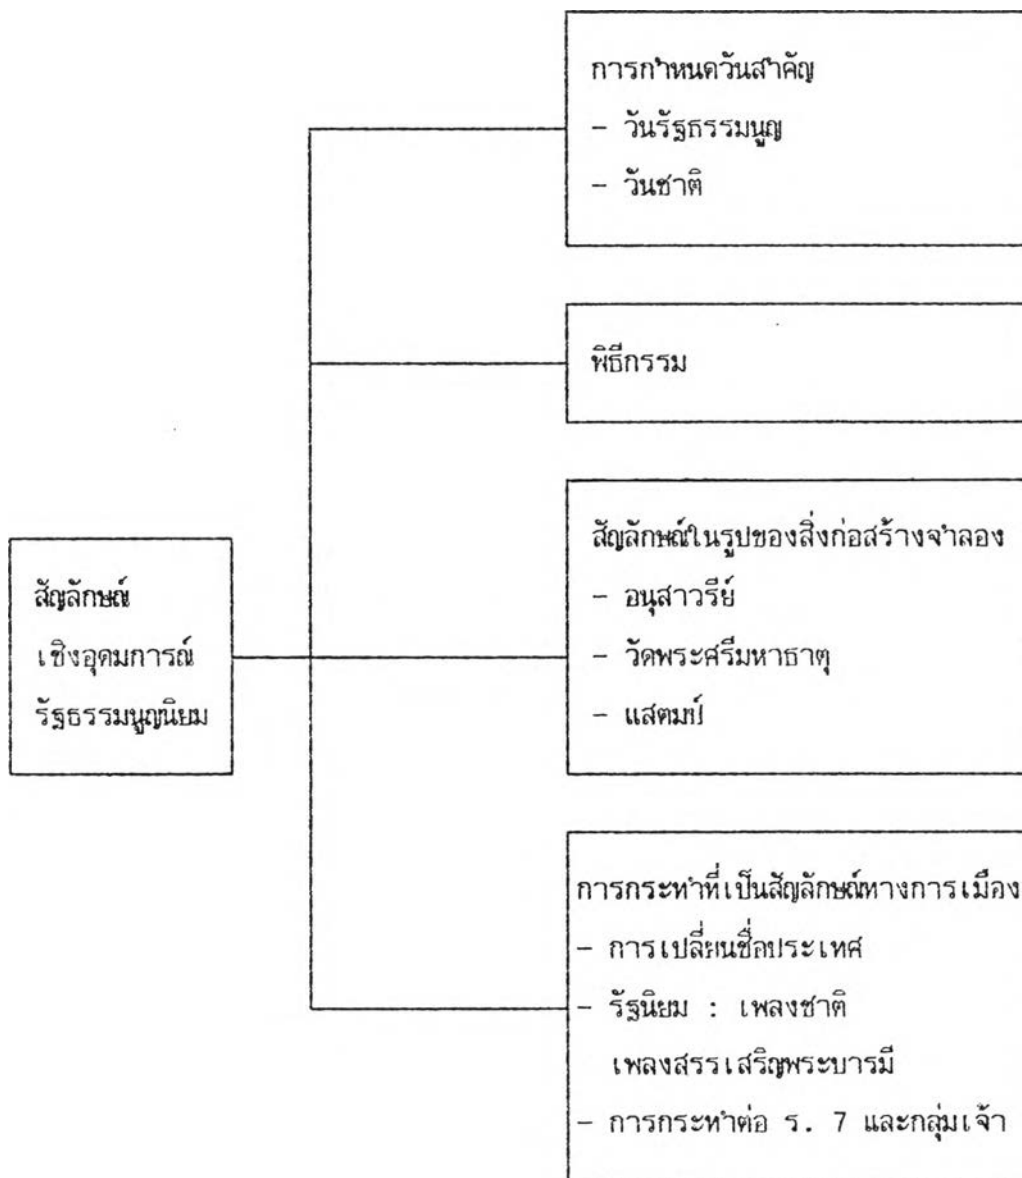 การกำหนดวันสำคัญ
- วันรัฐธรรมนูญ
- วันชาติ
พิธีกรรม
สัญลักษณ์ในรูปของสิ่งก่อสร้างจำลอง
- อนุสาวรีย์
- วัดพระศรีมหาธาตุ
- แสตมป์
สัญลักษณ์
เชิงอุดมการณ์
รัฐธรรมนูญนิยม
การกระทำที่เป็นสัญลักษณ์ทางการเมือง
- การเปลี่ยนชื่อประเทศ
- รัฐนิยม : เพลงชาติ
เพลงสรรเสริญพระบารมี
- การกระทำต่อ ร. 7 และกลุ่มเจ้า